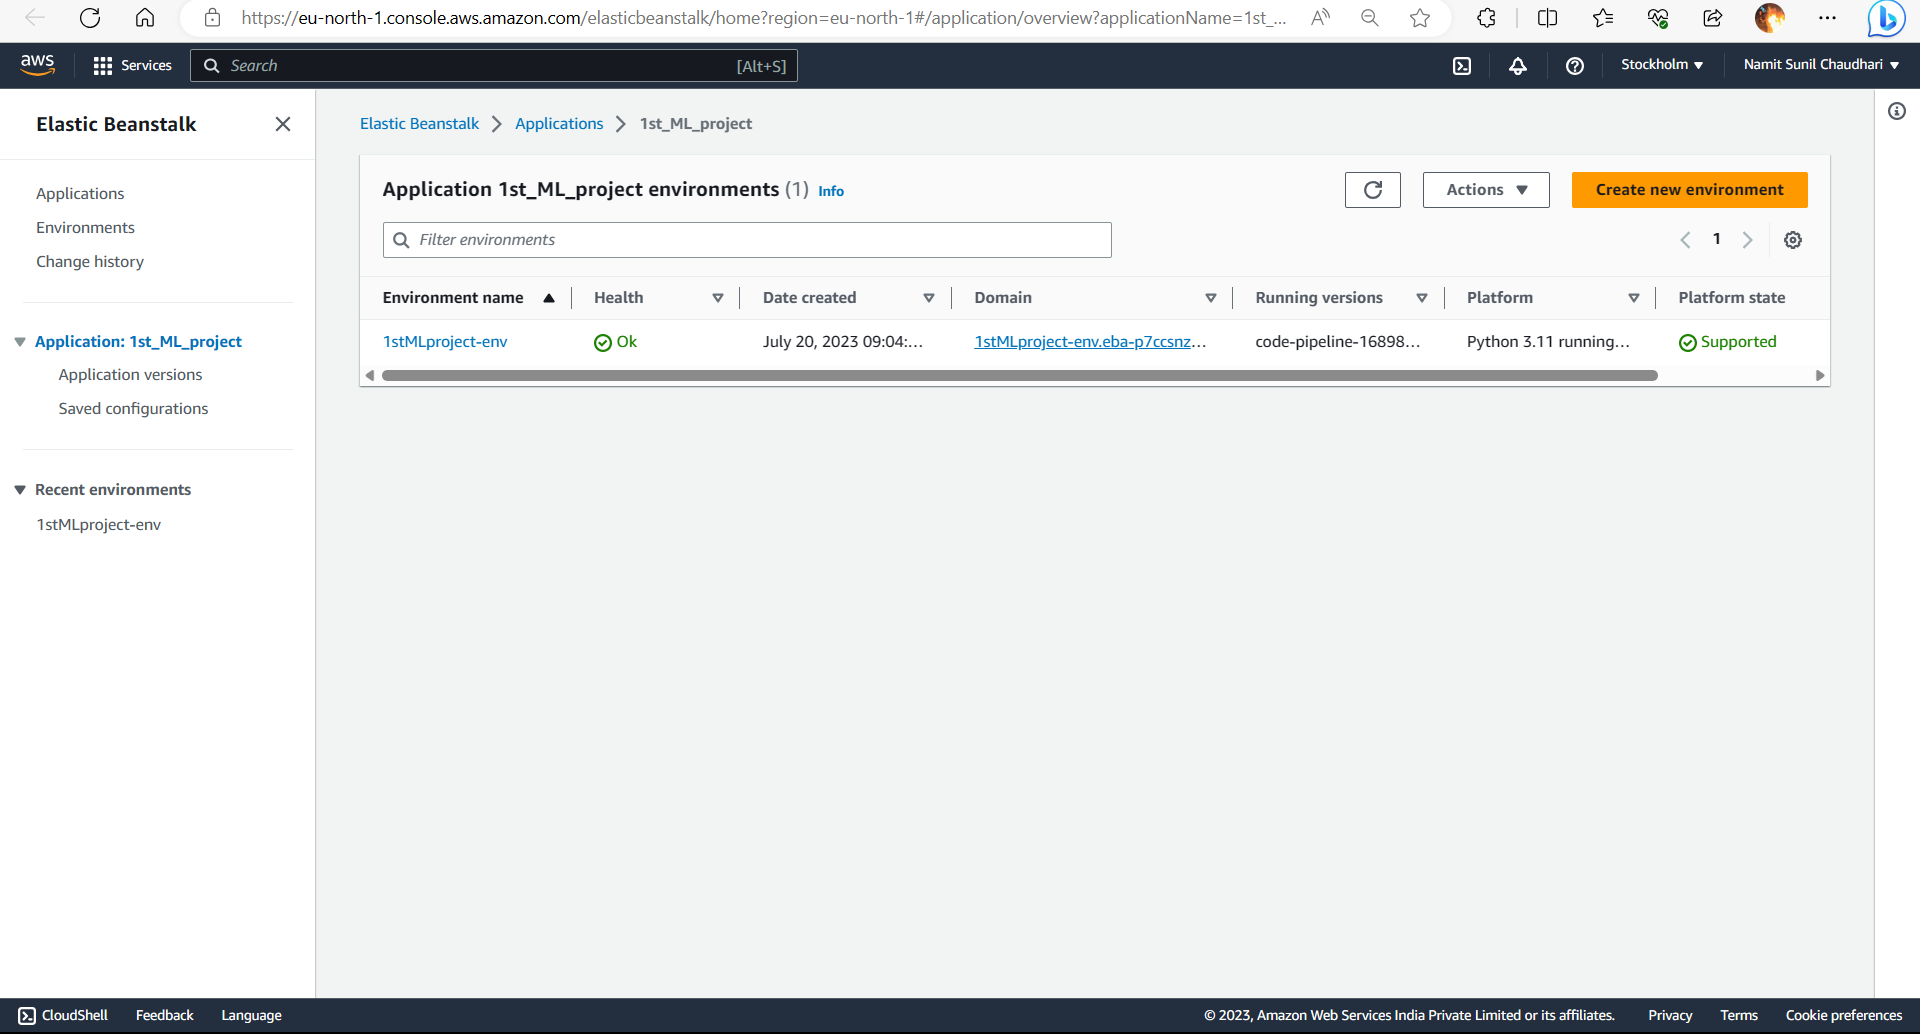 https://eu-north-1.console.aws.amazon.com/elasticbeanstalk/home?region=eu-north-1#/application/overview?applicationName=1st_...
aws
Services
Search
[Alt+S]
Stockholm
Namit Sunil Chaudhari
Elastic Beanstalk
Applications
Environments
Change history
Application: 1st_ML_project
Application versions
Saved configurations
Recent environments
1stMLproject-env
Elastic Beanstalk > Applications > 1st_ML_project
Application 1st_ML_project environments (1) Info
Actions
Create new environment
Filter environments
1
Environment name Health Date created Domain Running versions Platform Platform state
1stMLproject-env Ok July 20, 2023 09:04:... 1stMLproject-env.eba-p7ccsnz... code-pipeline-16898... Python 3.11 running... Supported
CloudShell Feedback Language
© 2023, Amazon Web Services India Private Limited or its affiliates. Privacy Terms Cookie preferences